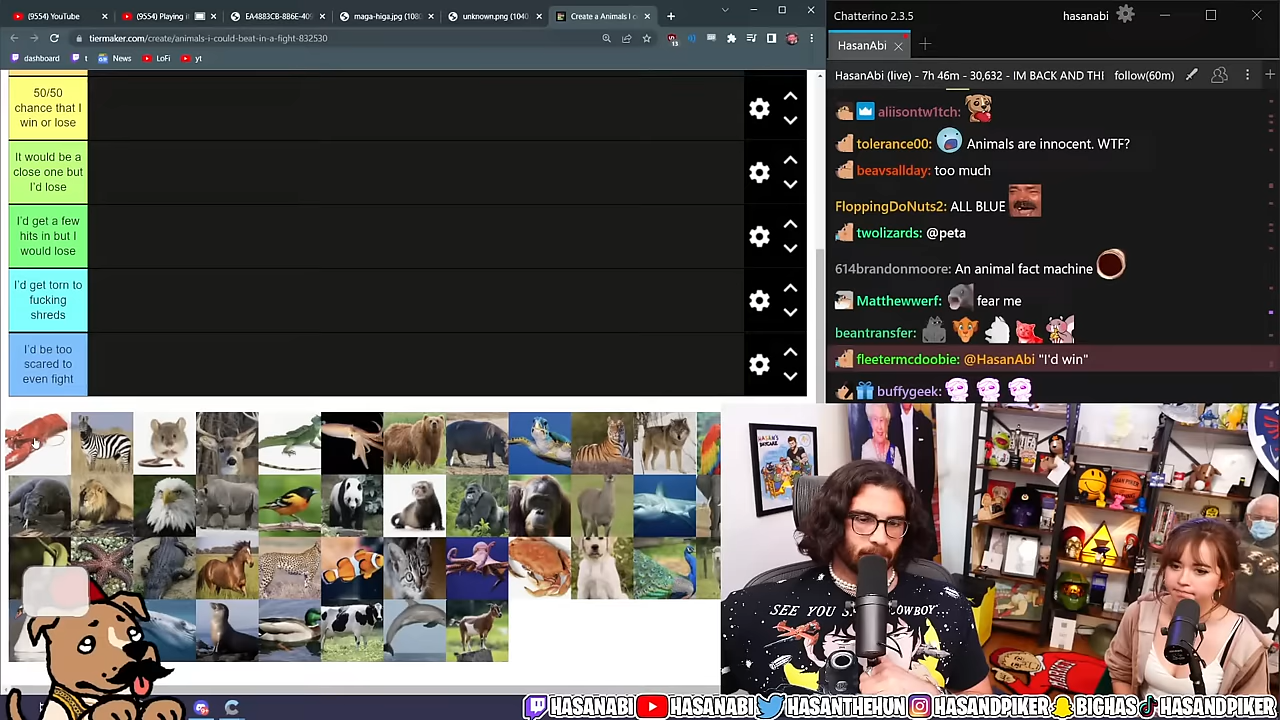 (9554) YouTube
(9554) Playing
EA4883CB-886E-409
maga-higa.jpg (108
unknown.png (1040
Create a Animals I c
tiermaker.com/create/animals-i-could-beat-in-a-fight-832530
dashboard
t
News
LoFi
yt
13
50/50
chance that I
win or lose
It would be a
close one but
I'd lose
I'd get a few
hits in but I
would lose
I'd get torn to
fucking
shreds
I'd be too
scared to
even fight
Chatterino 2.3.5
hasanabi
HasanAbi
HasanAbi (live) - 7h 46m - 30,632 - IM BACK AND THI
follow(60m)
aliisontw1tch:
tolerance00: Animals are innocent. WTF?
beavsallday: too much
FloppingDoNuts2: ALL BLUE
twolizards: @peta
614brandonmoore: An animal fact machine
Matthewwerf: fear me
beantransfer:
fleetermcdoobie: @HasanAbi "I'd win"
buffygeek:
SEE YOU
COWBOY...
HASANABI
HASANABI
HASANTHEHUN
HASANDPIKER
BIGHAS
HASANDPIKER